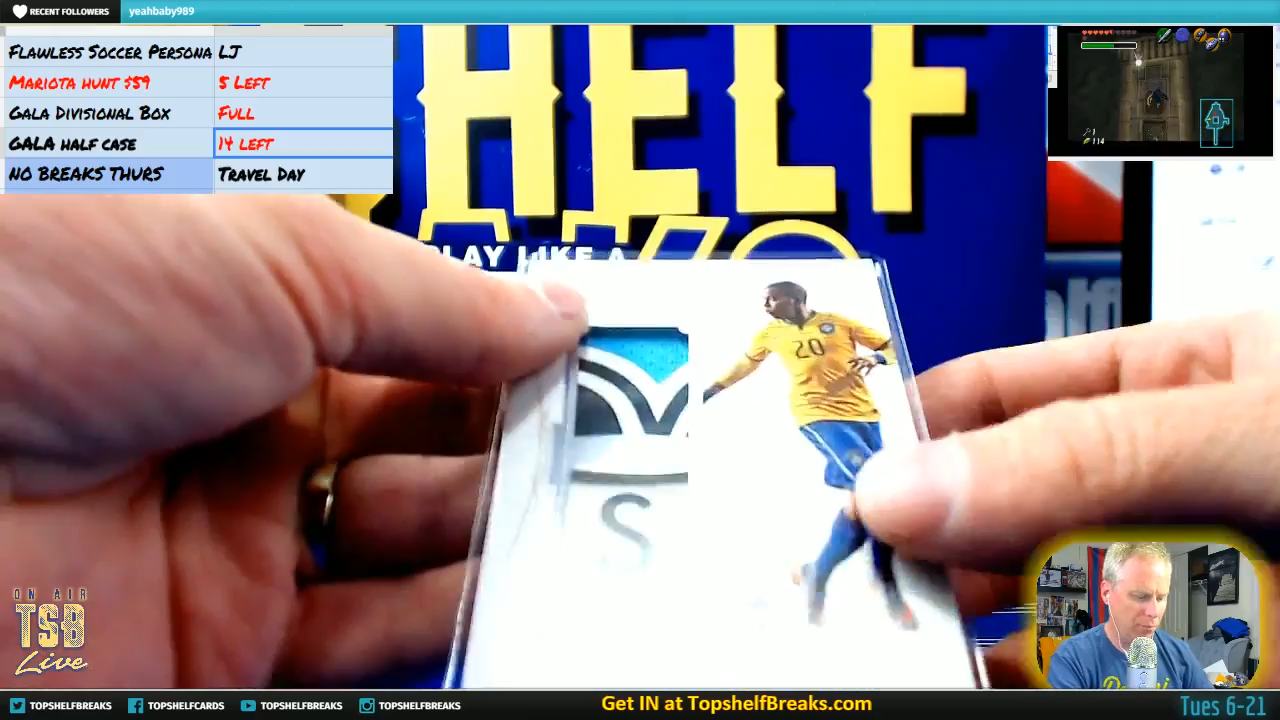 RECENT FOLLOWERS yeahbaby989
FLAWLESS SOCCER PERSONA LJ
MARIOTA HUNT $59 5 LEFT
GALA DIVISIONAL BOX FULL
GALA HALF CASE 14 LEFT
NO BREAKS THURS TRAVEL DAY
HELF
PLAY LIKE A
20
S
1
114
ON AIR
TSB
Live
TOPSHELFBREAKS TOPSHELFCARDS TOPSHELFBREAKS TOPSHELFBREAKS Get IN at TopshelfBreaks.com Tues 6-21